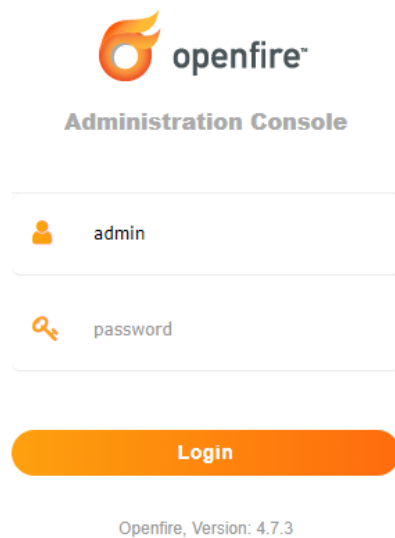 openfire™
Administration Console
admin
password
Login
Openfire, Version: 4.7.3